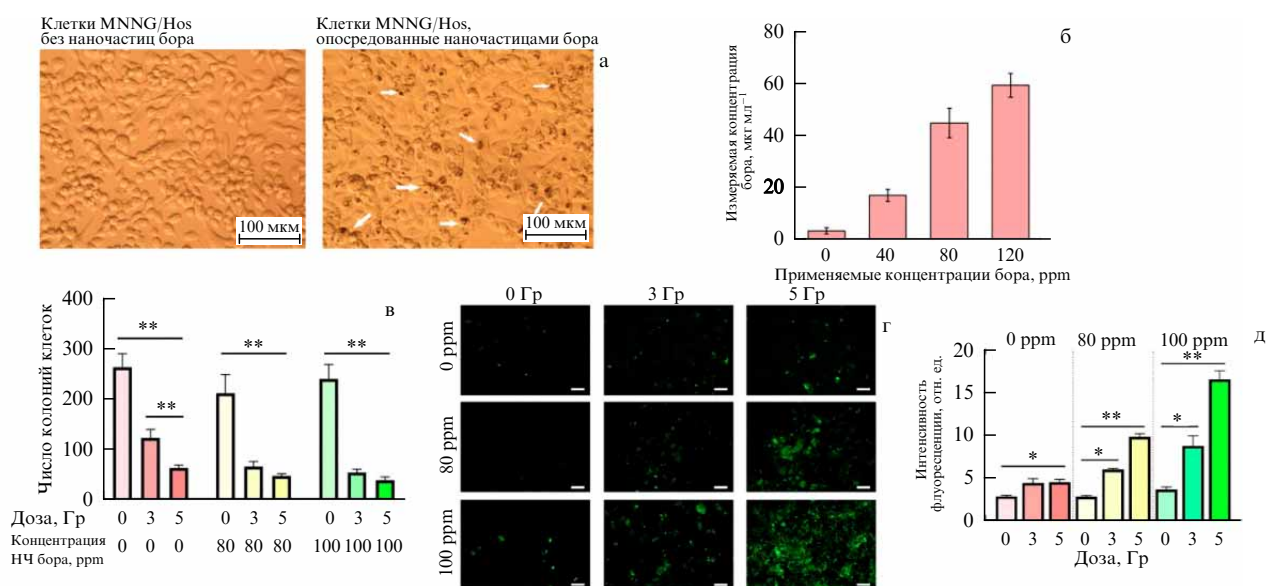 Клетки MNNG/Hos
без наночастиц бора
Клетки MNNG/Hos,
опосредованные наночастицами бора
а
100 мкм
100 мкм
б
Измеряемая концентрация
бора, мкг мл⁻¹
80
60
40
20
0
0 40 80 120
Применяемые концентрации бора, ppm
в
Число колоний клеток
400
300
200
100
0
** ** **
**
Доза, Гр 0 3 5 0 3 5 0 3 5
Концентрация
НЧ бора, ppm 0 0 0 80 80 80 100 100 100
0 Гр 3 Гр 5 Гр
г
0 ppm
80 ppm
100 ppm
д
0 ppm 80 ppm 100 ppm
Интенсивность
флуоресценции, отн. ед.
20
15
10
5
0
* * ** * **
0 3 5 0 3 5 0 3 5
Доза, Гр